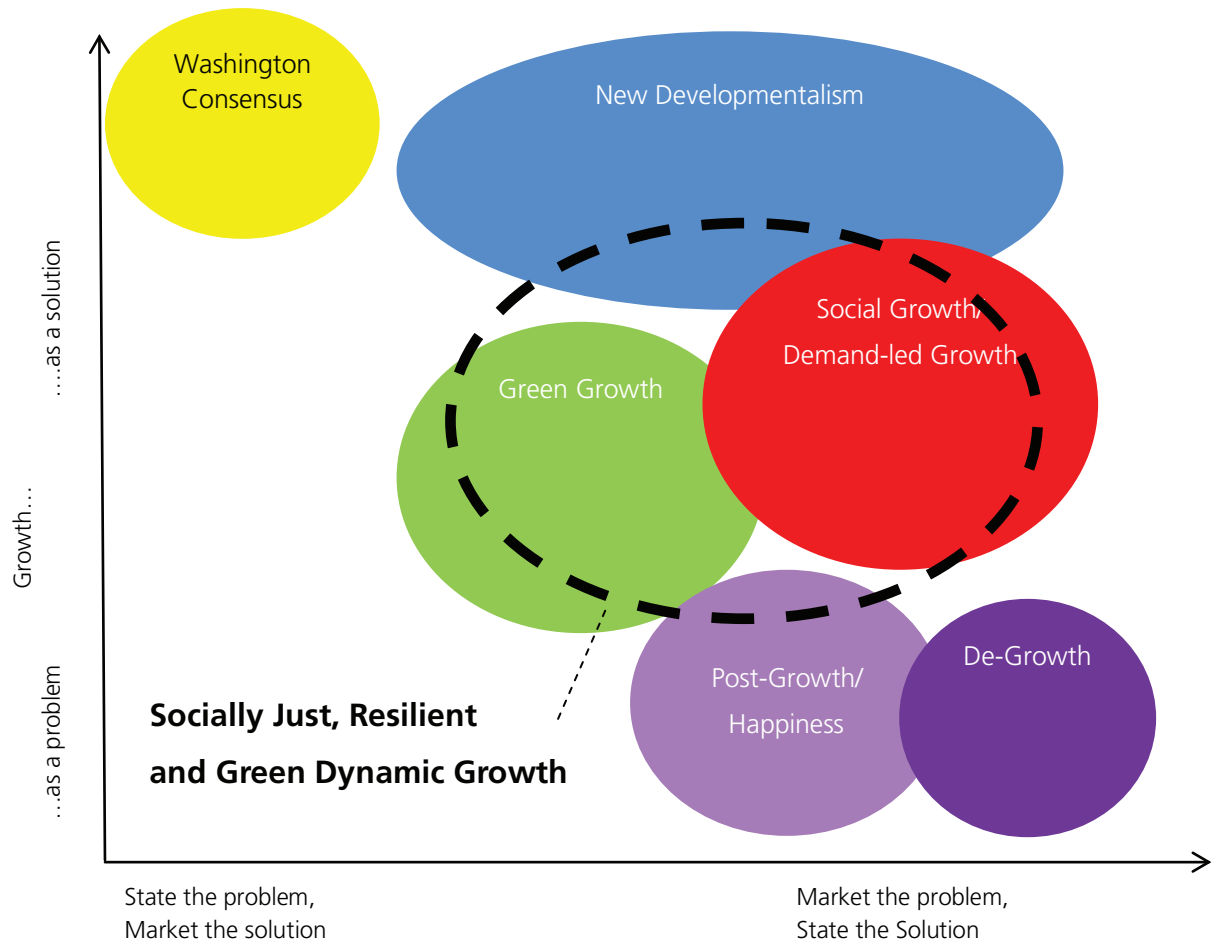 Washington
Consensus
New Developmentalism
Social Growth/
Demand-led Growth
Green Growth
Post-Growth/
Happiness
De-Growth
Socially Just, Resilient
and Green Dynamic Growth
Growth…
….as a solution
…as a problem
State the problem,
Market the solution
Market the problem,
State the Solution